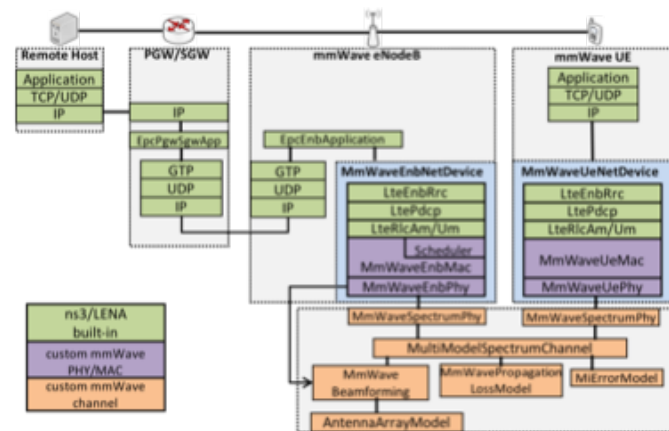 Remote Host
PGW/SGW
mmWave eNodeB
mmWave UE
Application
TCP/UDP
IP
IP
EpcPgwSgwApp
GTP
UDP
IP
EpcEnbApplication
GTP
UDP
IP
MmWaveEnbNetDevice
LteEnbRrc
LtePdcp
LteRlcAm/Um
Scheduler
MmWaveEnbMac
MmWaveEnbPhy
Application
TCP/UDP
IP
MmWaveUeNetDevice
LteEnbRrc
LtePdcp
LteRlcAm/Um
MmWaveUeMac
MmWaveUePhy
MmWaveSpectrumPhy
MmWaveSpectrumPhy
MultiModelSpectrumChannel
MmWave
Beamforming
MmWavePropagation
LossModel
MiErrorModel
AntennaArrayModel
ns3/LENA
built-in
custom mmWave
PHY/MAC
custom mmWave
channel